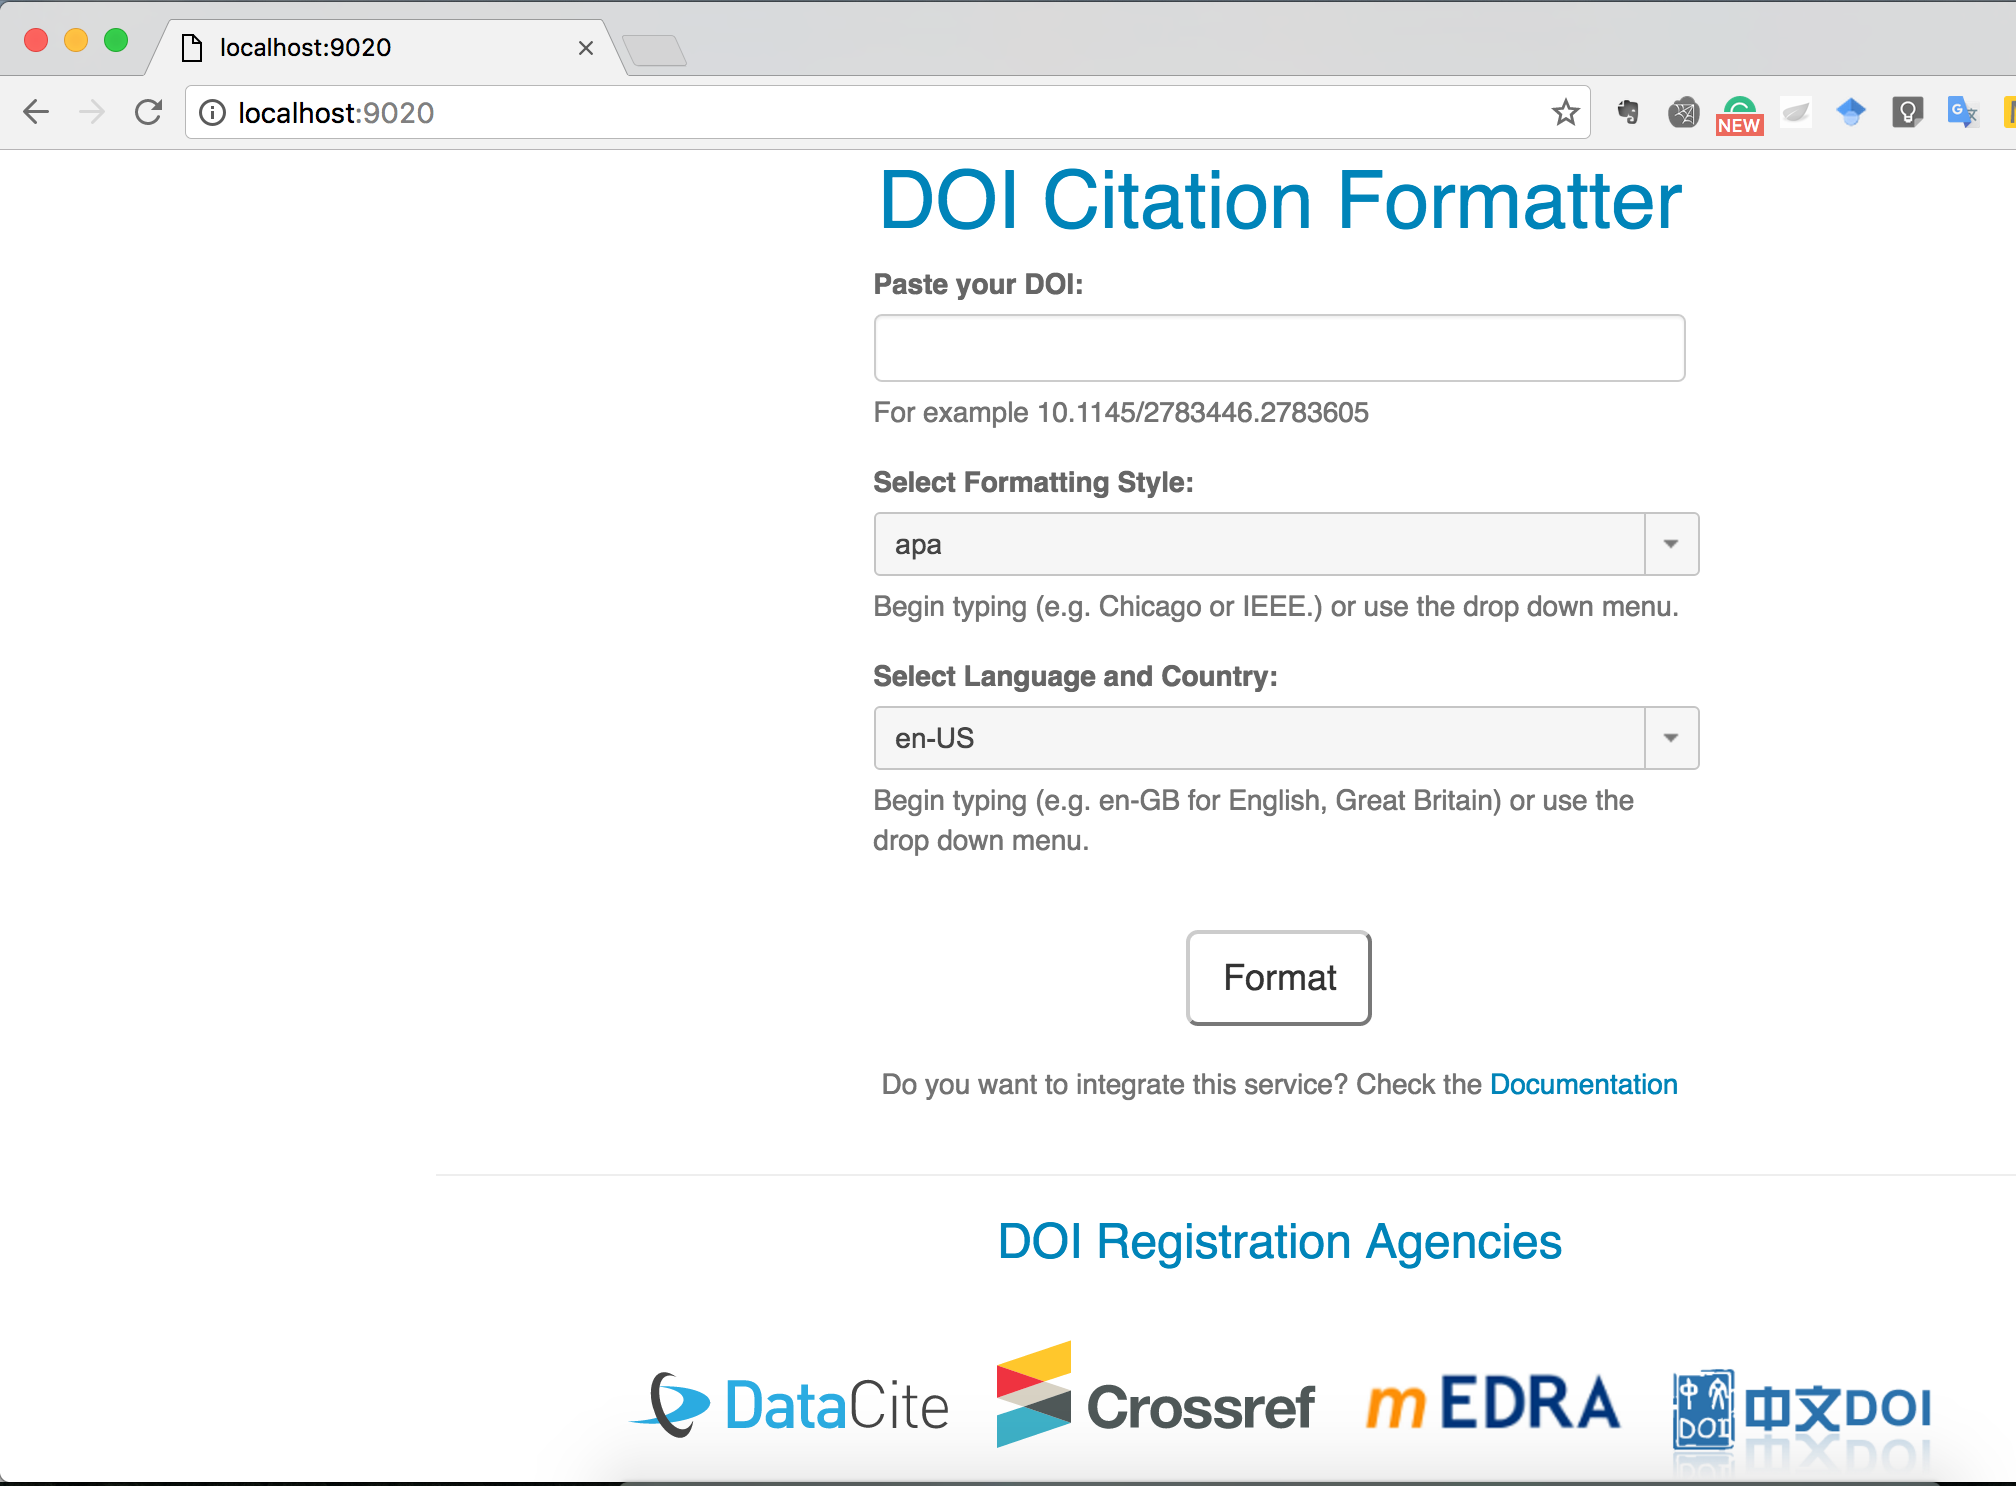 localhost:9020
localhost:9020
NEW
DOI Citation Formatter
Paste your DOI:
For example 10.1145/2783446.2783605
Select Formatting Style:
apa
Begin typing (e.g. Chicago or IEEE.) or use the drop down menu.
Select Language and Country:
en-US
Begin typing (e.g. en-GB for English, Great Britain) or use the
drop down menu.
Format
Do you want to integrate this service? Check the Documentation
DOI Registration Agencies
DataCite
Crossref
mEDRA
中文DOI